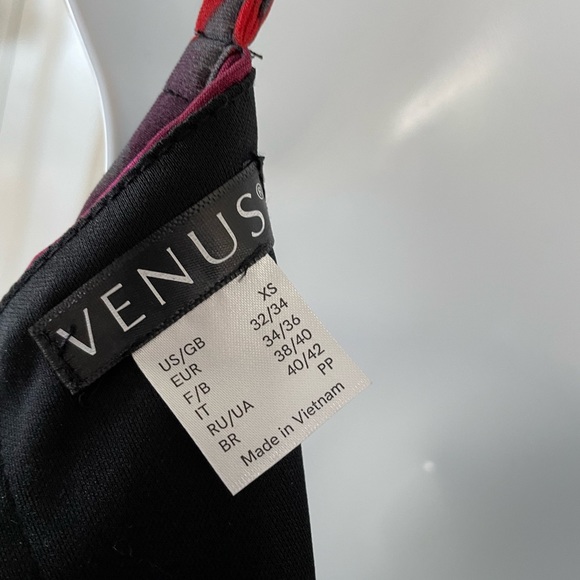 VENUS®
US/GB XS
EUR 32/34
F/B 34/36
IT 38/40
RU/UA 40/42
BR PP
Made in Vietnam